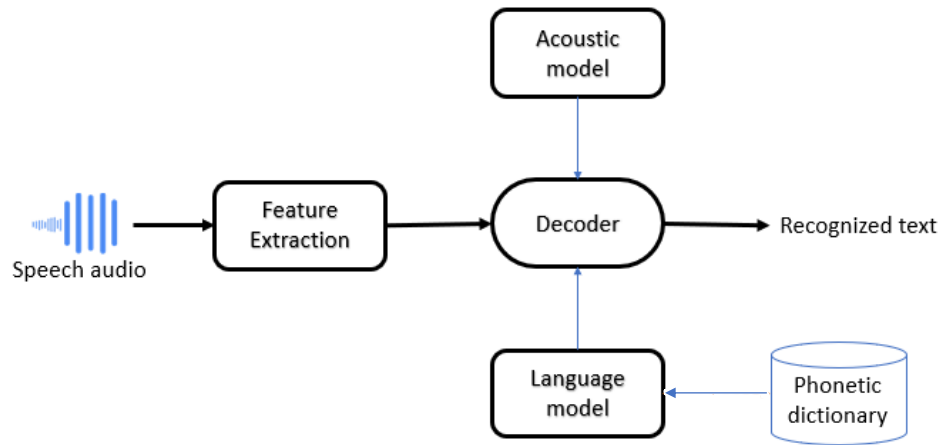 Acoustic
model
Speech audio
Feature
Extraction
Decoder
Recognized text
Language
model
Phonetic
dictionary